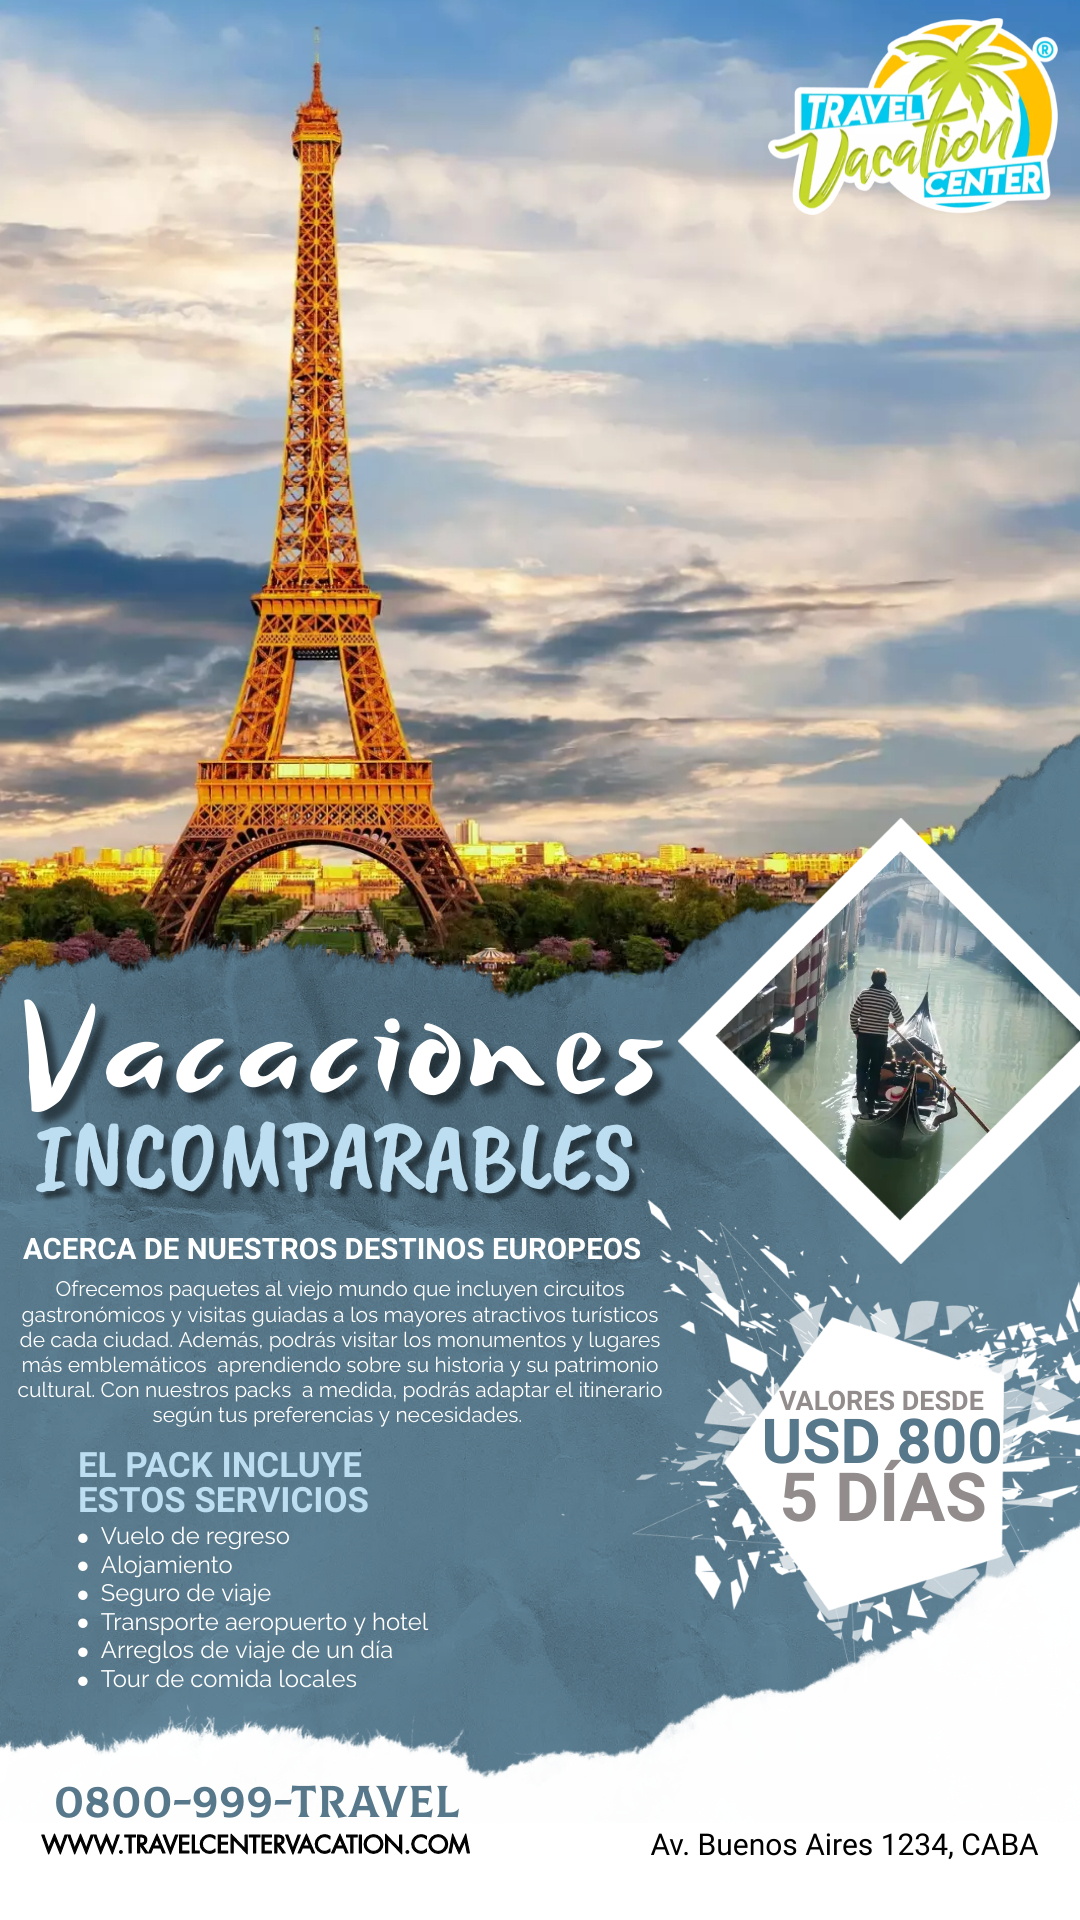 TRAVEL
Vacation
CENTER
®
Vacaciones
INCOMPARABLES
ACERCA DE NUESTROS DESTINOS EUROPEOS
Ofrecemos paquetes al viejo mundo que incluyen circuitos
gastronómicos y visitas guiadas a los mayores atractivos turísticos
de cada ciudad. Además, podrás visitar los monumentos y lugares
más emblemáticos  aprendiendo sobre su historia y su patrimonio
cultural. Con nuestros packs  a medida, podrás adaptar el itinerario
según tus preferencias y necesidades.
VALORES DESDE
USD 800
5 DÍAS
EL PACK INCLUYE
ESTOS SERVICIOS
• Vuelo de regreso
• Alojamiento
• Seguro de viaje
• Transporte aeropuerto y hotel
• Arreglos de viaje de un día
• Tour de comida locales
0800-999-TRAVEL
WWW.TRAVELCENTERVACATION.COM
Av. Buenos Aires 1234, CABA